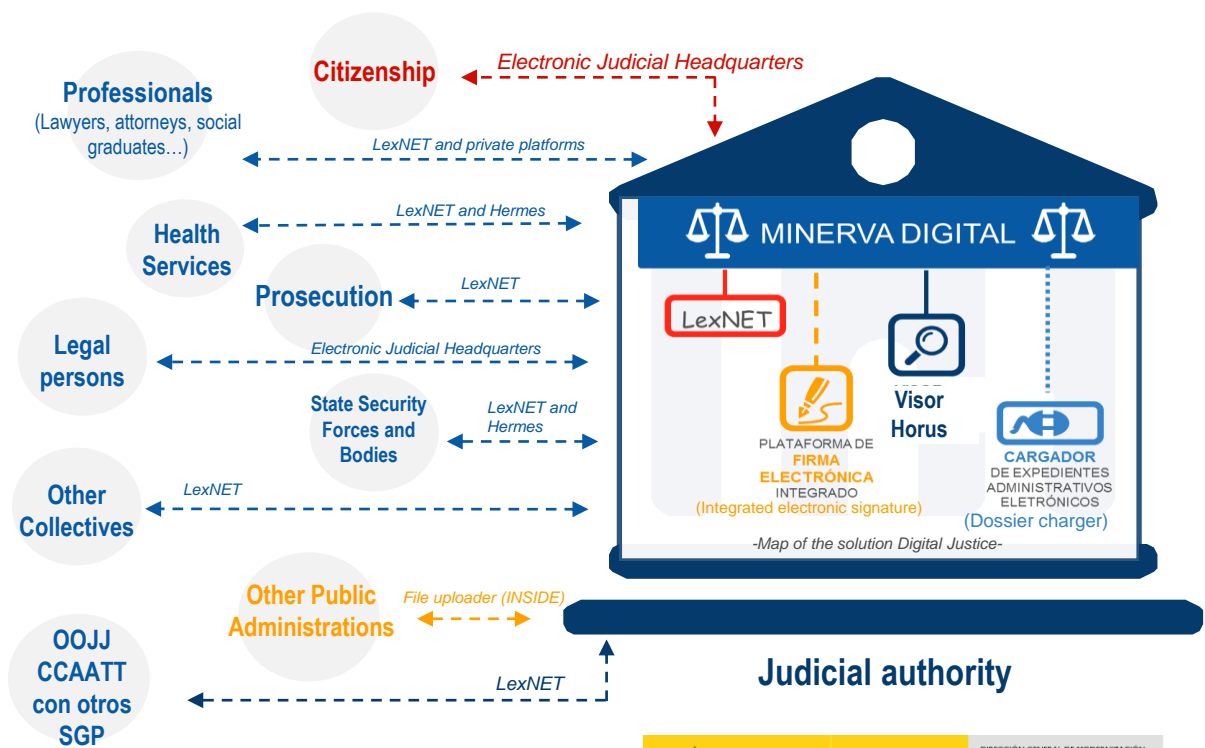 Citizenship
Electronic Judicial Headquarters
Professionals
(Lawyers, attorneys, social
graduates…)
LexNET and private platforms
Health
Services
LexNET and Hermes
Prosecution
LexNET
Legal
persons
Electronic Judicial Headquarters
State Security
Forces and
Bodies
LexNET and
Hermes
Other
Collectives
LexNET
Other Public
Administrations
File uploader (INSIDE)
OOJJ
CCAATT
con otros
SGP
LexNET
MINERVA DIGITAL
LexNET
PLATAFORMA DE
FIRMA
ELECTRÓNICA
INTEGRADO
(Integrated electronic signature)
Visor
Horus
CARGADOR
DE EXPEDIENTES
ADMINISTRATIVOS
ELETRÓNICOS
(Dossier charger)
-Map of the solution Digital Justice-
Judicial authority
DIRECCIÓN GENERAL DE MODERNIZACIÓN